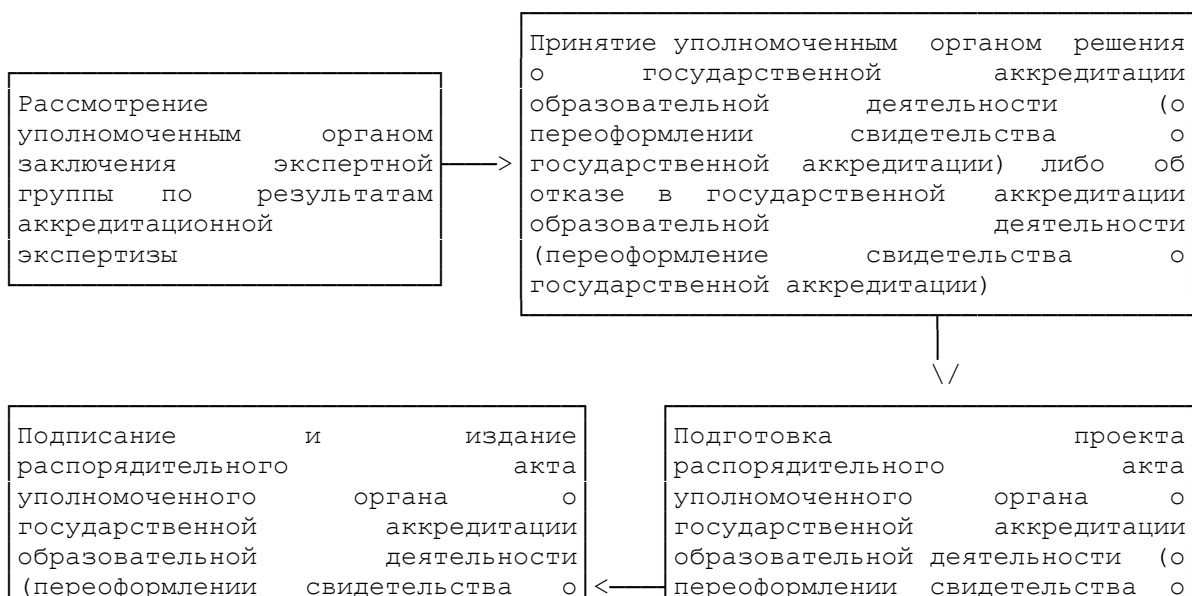 Рассмотрение
уполномоченным органом
заключения экспертной
группы по результатам
аккредитационной
экспертизы
Принятие уполномоченным органом решения
о государственной аккредитации
образовательной деятельности (о
переоформлении свидетельства о
государственной аккредитации) либо об
отказе в государственной аккредитации
образовательной деятельности
(переоформление свидетельства о
государственной аккредитации)
Подготовка проекта
распорядительного акта
уполномоченного органа о
государственной аккредитации
образовательной деятельности (о
переоформлении свидетельства о
Подписание и издание
распорядительного акта
уполномоченного органа о
государственной аккредитации
образовательной деятельности
(переоформлении свидетельства о